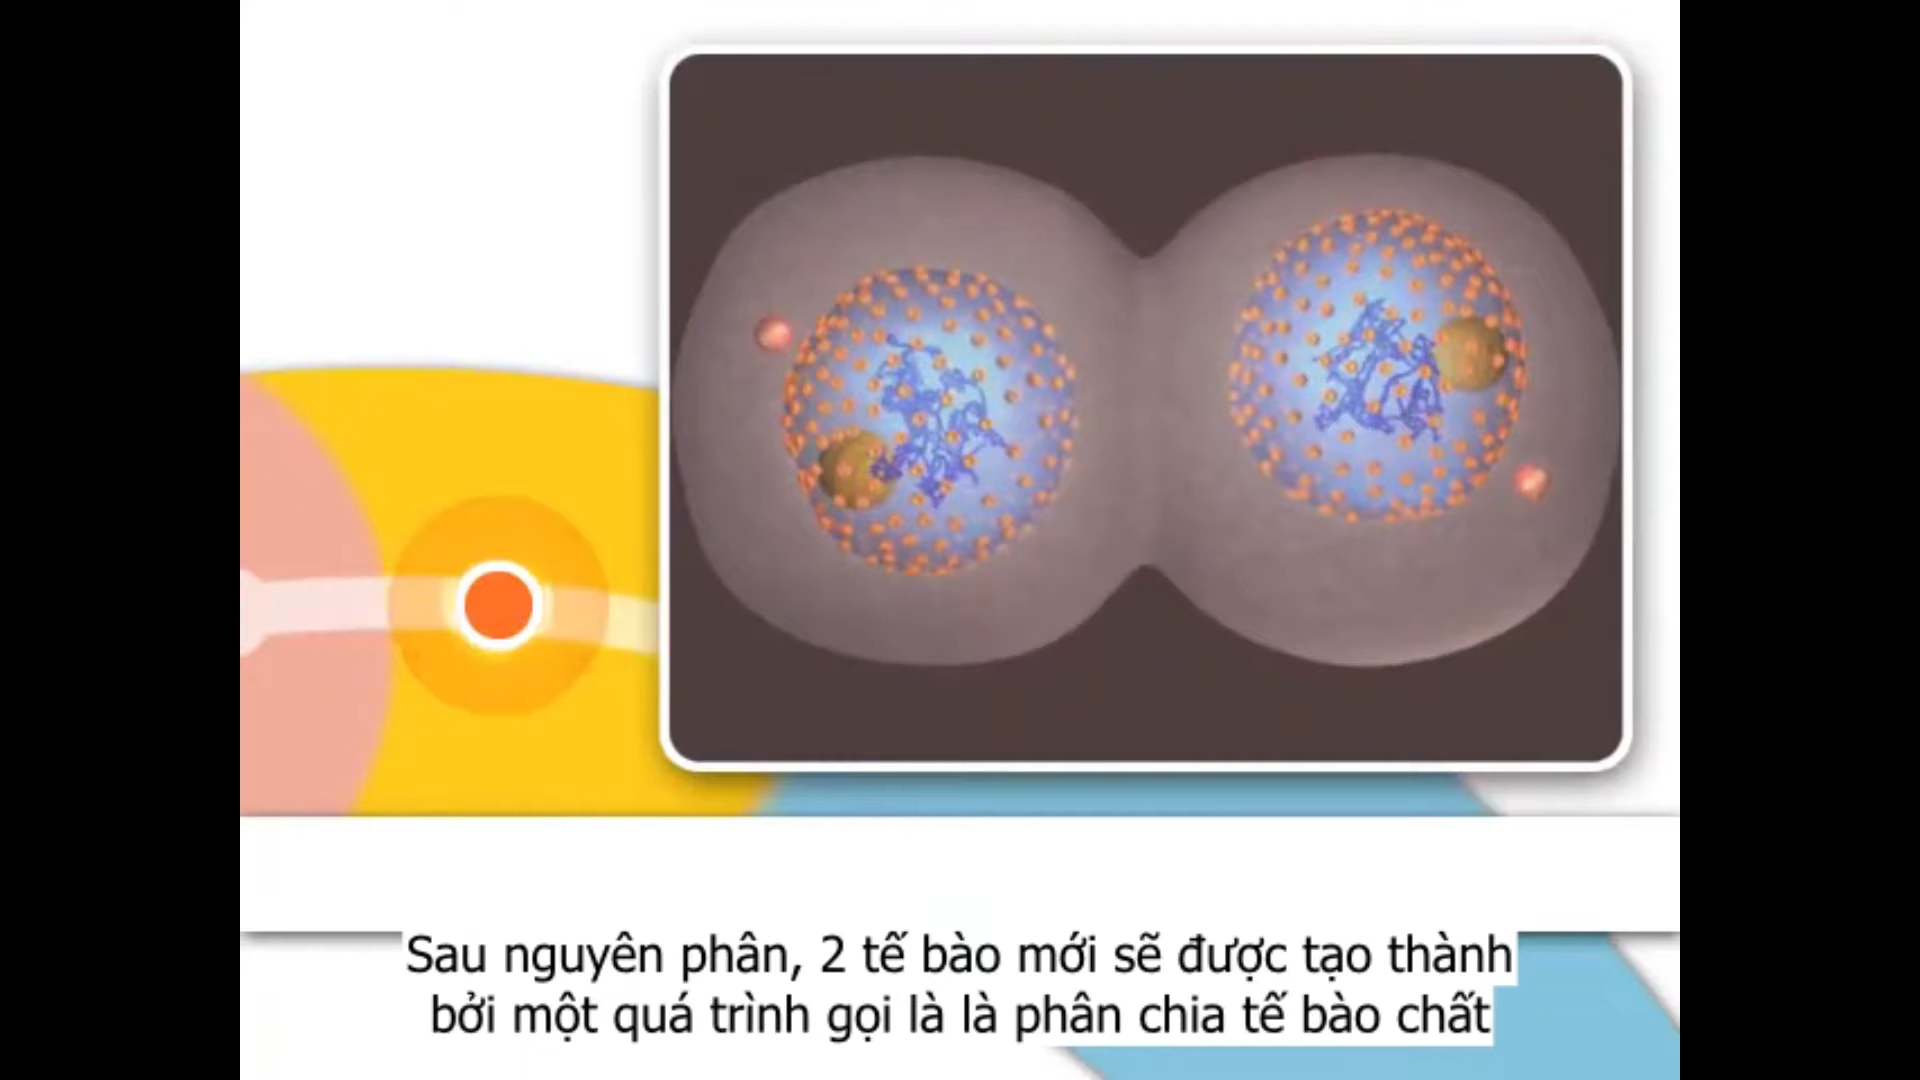 Sau nguyên phân, 2 tế bào mới sẽ được tạo thành
bởi một quá trình gọi là là phân chia tế bào chất